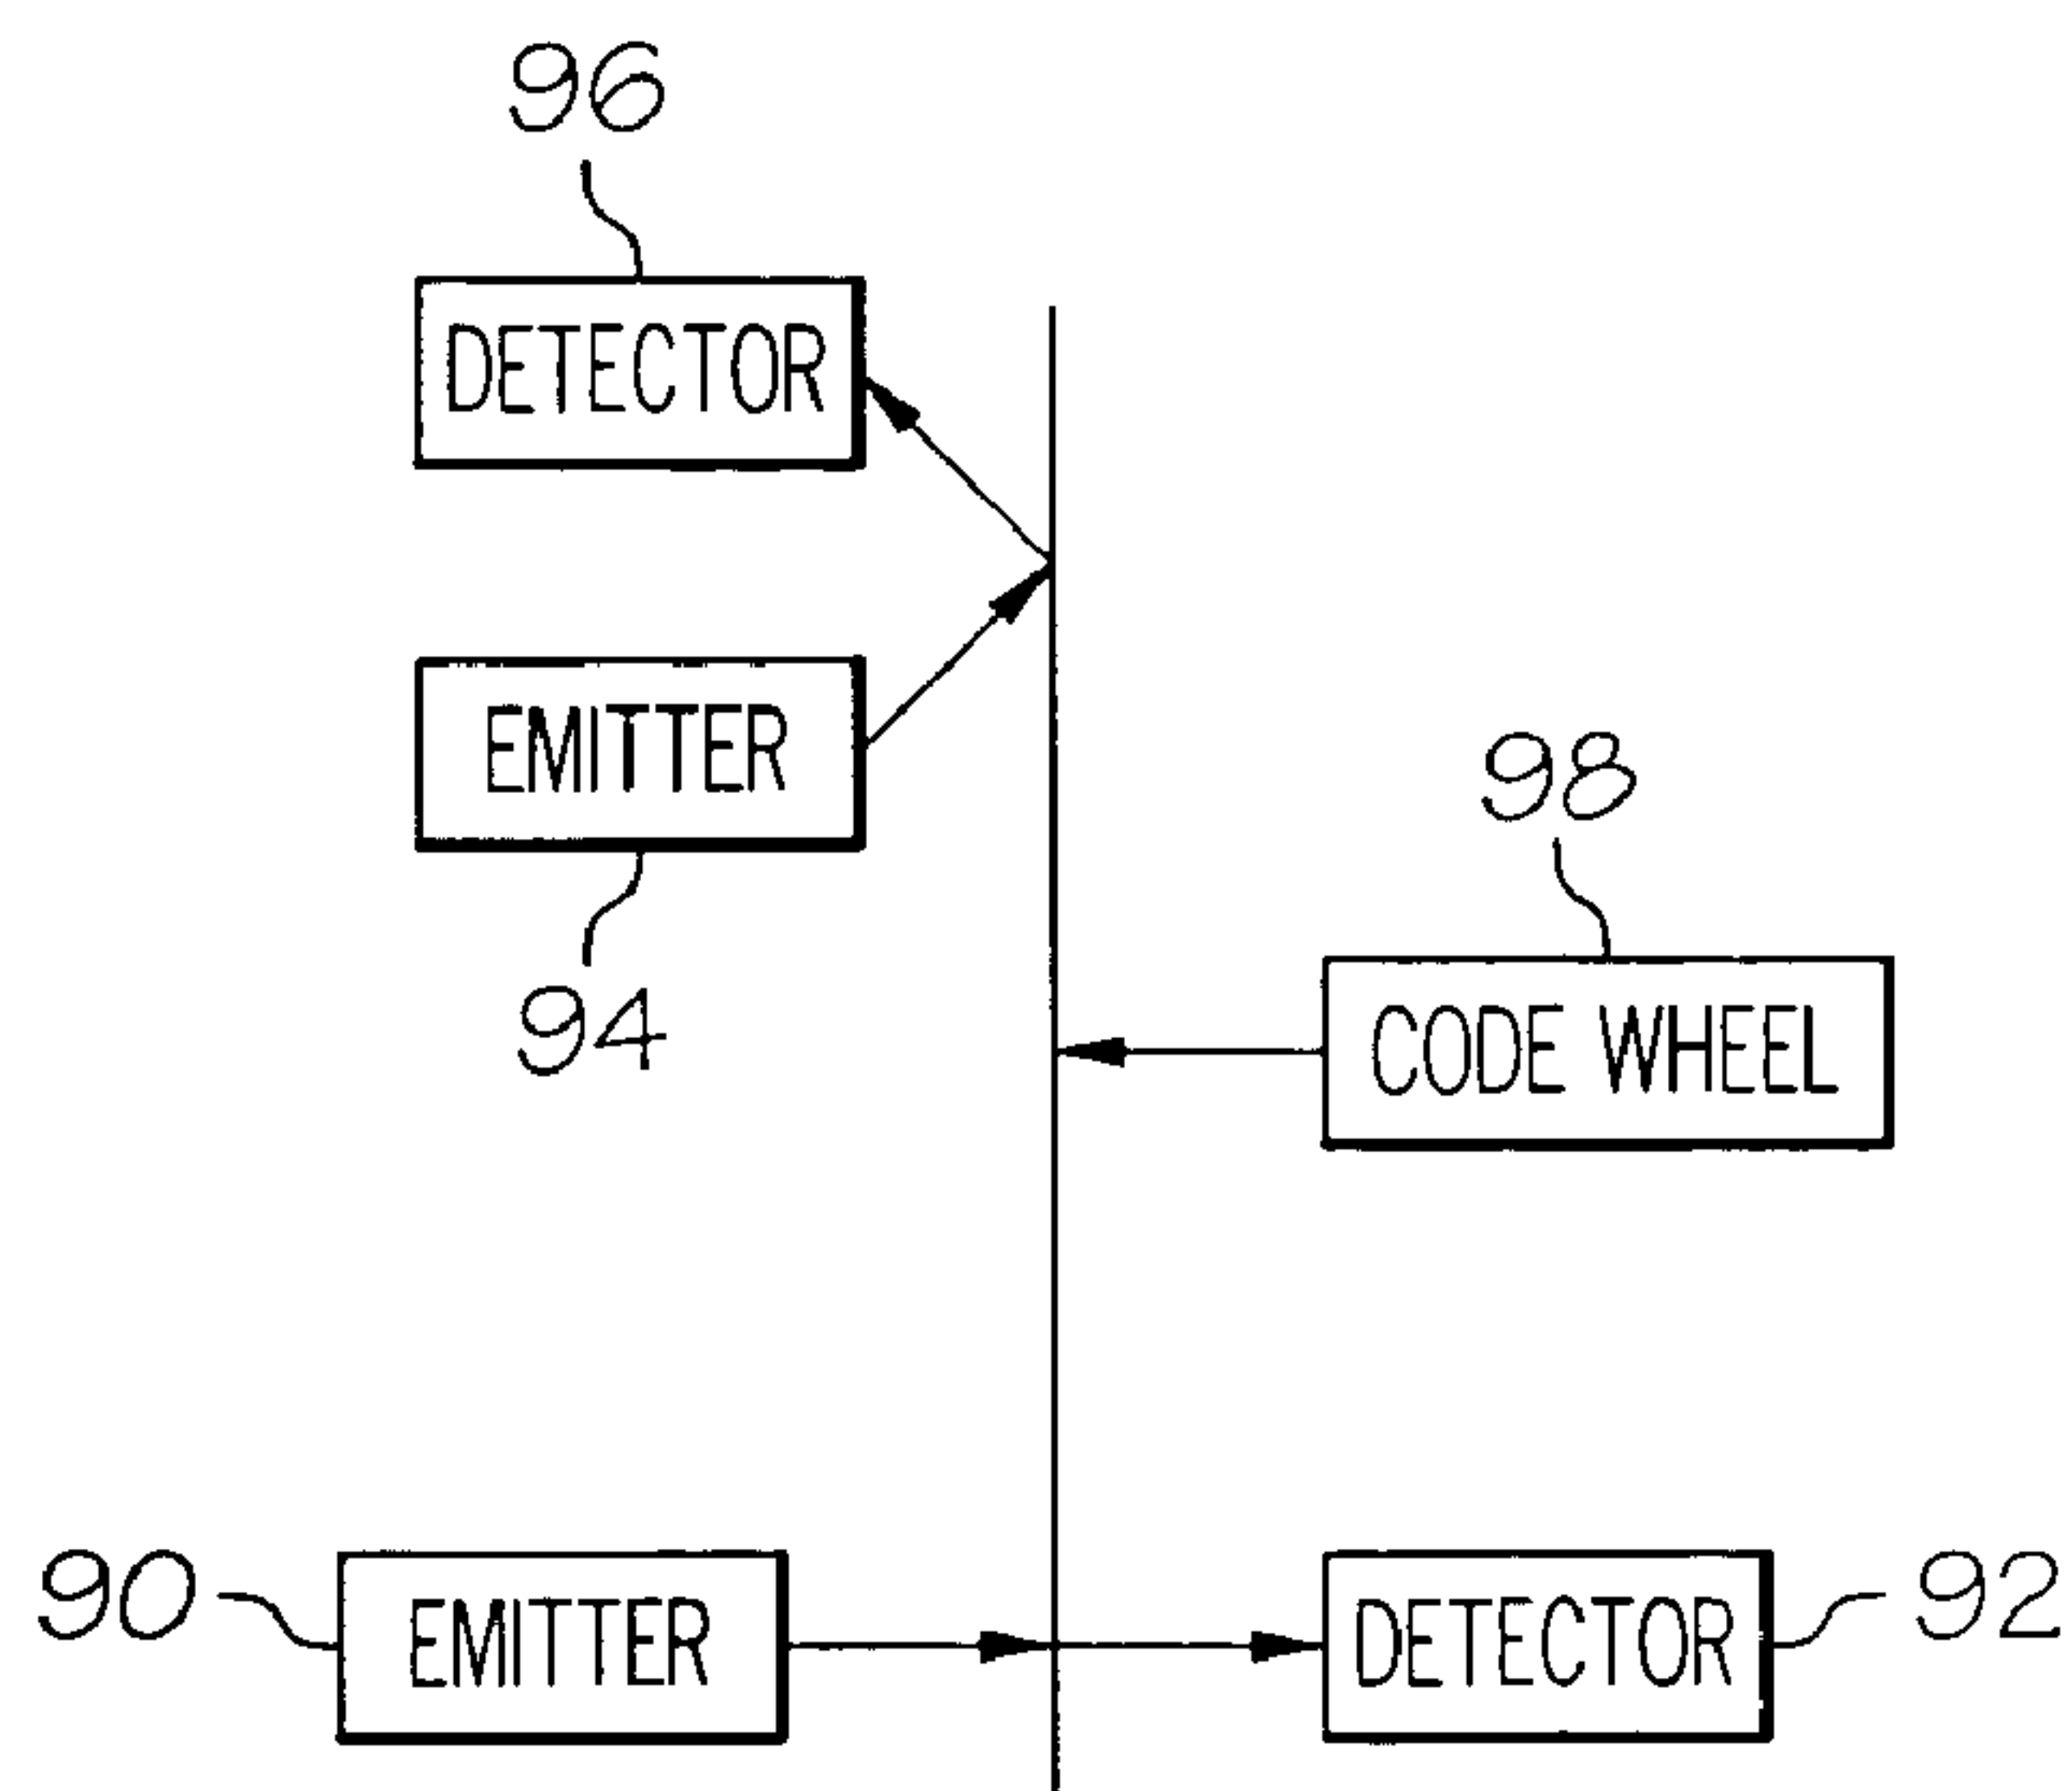 96
DETECTOR
EMITTER
94
98
CODE WHEEL
90
EMITTER
DETECTOR
92